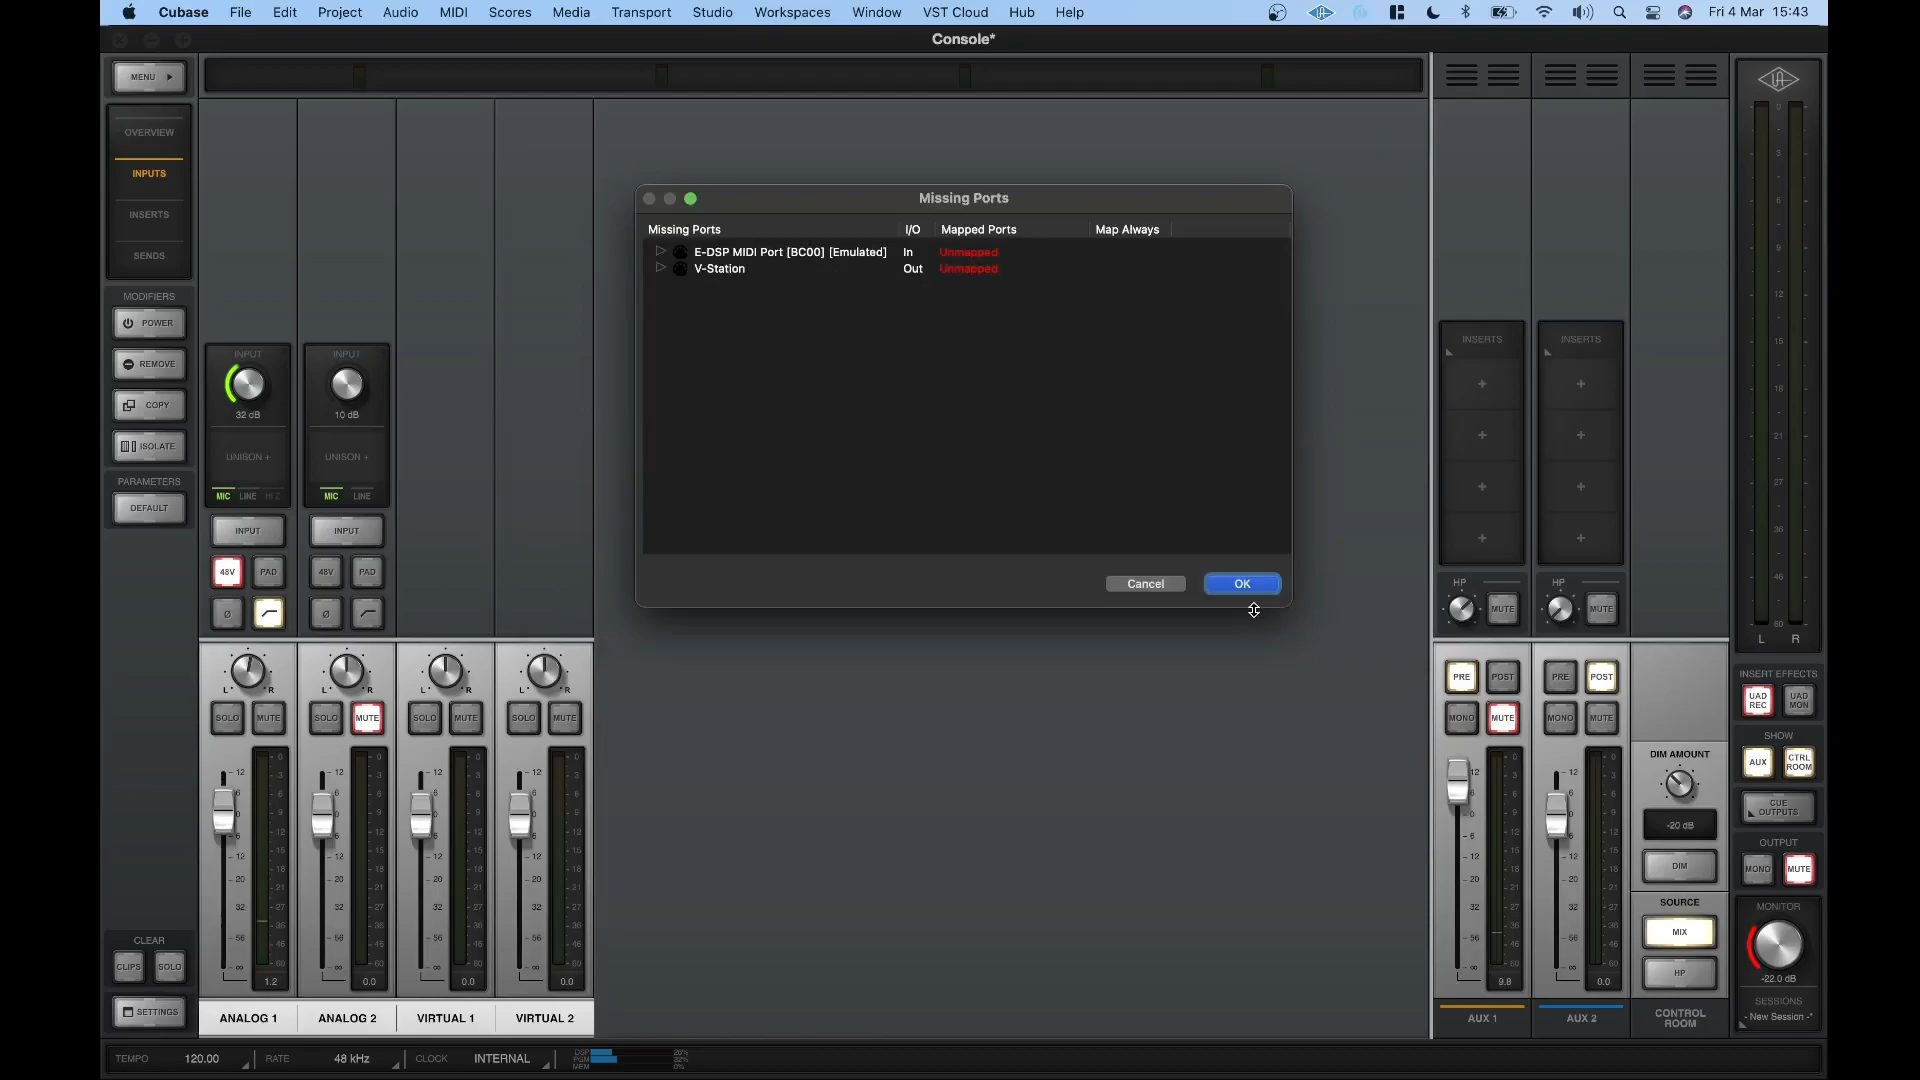 Cubase File Edit Project Audio MIDI Scores Media Transport Studio Workspaces Window VST Cloud Hub Help Fri 4 Mar 15:43
Console*
MENU
OVERVIEW
INPUTS
INSERTS
SENDS
MODIFIERS
POWER
REMOVE
COPY
ISOLATE
PARAMETERS
DEFAULT
CLEAR
CLIPS SOLO
SETTINGS
Missing Ports
Missing Ports I/O Mapped Ports Map Always
E-DSP MIDI Port [BC00] [Emulated] In Unmapped
V-Station Out Unmapped
Cancel OK
INPUT INPUT
32 dB 10 dB
UNISON + UNISON +
MIC LINE HI Z MIC LINE
INPUT INPUT
48V PAD 48V PAD
Ø Ø
L R L R L R L R
SOLO MUTE SOLO MUTE SOLO MUTE SOLO MUTE
1.2 0.0 0.0 0.0
ANALOG 1 ANALOG 2 VIRTUAL 1 VIRTUAL 2
INSERTS INSERTS
HP HP
MUTE MUTE
PRE POST PRE POST
MONO MUTE MONO MUTE
9.8 0.0
AUX 1 AUX 2
DIM AMOUNT
-20 dB
DIM
SOURCE
MIX
HP
CONTROL
ROOM
L R
INSERT EFFECTS
UAD REC UAD MON
SHOW
AUX CTRL ROOM
CUE
OUTPUTS
OUTPUT
MONO MUTE
MONITOR
-22.0 dB
SESSIONS
- New Session -*
TEMPO 120.00 RATE 48 kHz CLOCK INTERNAL
DSP
PGM 32%
MEM 0%